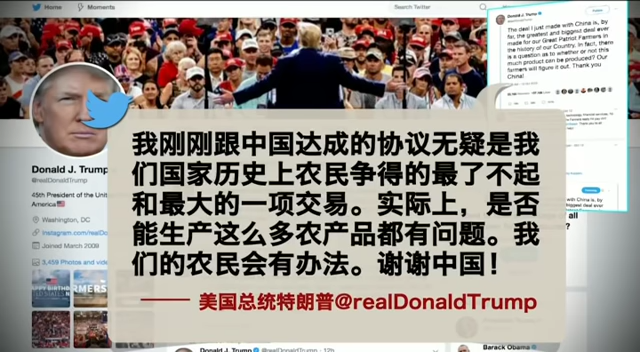 Home
Moments
Search Twitter
Donald J. Trump
The deal I just made with China is, by
far, the greatest and biggest deal ever
made for our Great Patriot Farmers in
the history of our Country. In fact, there
is a question as to whether or not this
much product can be produced? Our
farmers will figure it out. Thank you
China!
我刚刚跟中国达成的协议无疑是我
们国家历史上农民争得的最了不起
和最大的一项交易。实际上，是否
能生产这么多农产品都有问题。我
们的农民会有办法。谢谢中国！
—— 美国总统特朗普@realDonaldTrump
Donald J. Trump
@realDonaldTrump
45th President of the United
America
Washington, DC
Instagram.com/realDo
Joined March 2009
3,459 Photos and videos
Donald J. Trump
@realDonaldTrump · 12h
Barack Obama